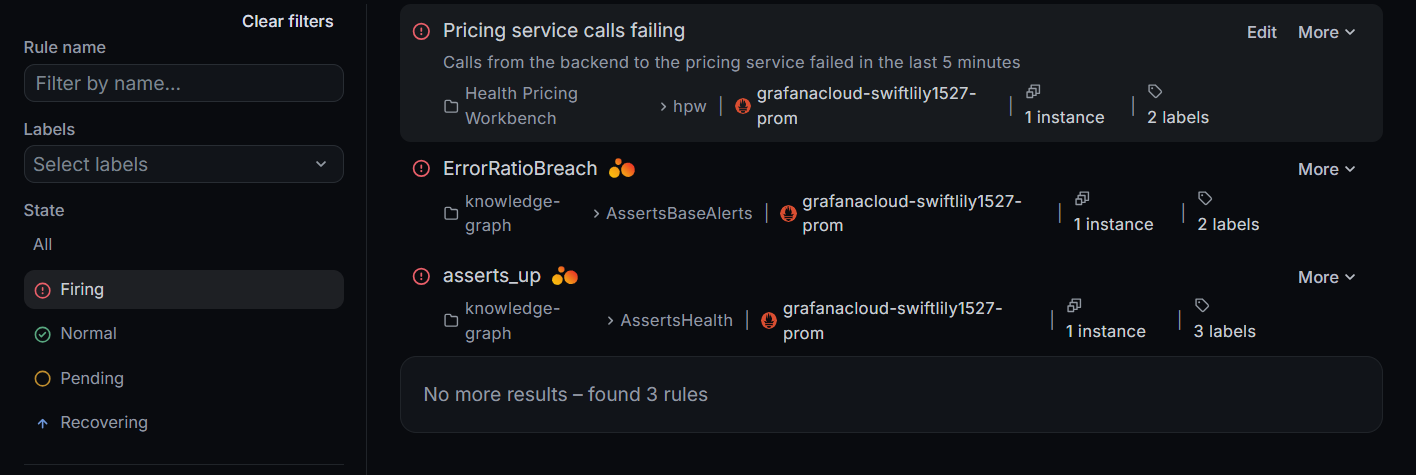 Clear filters
Rule name
Filter by name...
Labels
Select labels
State
All
Firing
Normal
Pending
Recovering
Pricing service calls failing
Edit More
Calls from the backend to the pricing service failed in the last 5 minutes
Health Pricing Workbench > hpw | grafanacloud-swiftlily1527-prom | 1 instance | 2 labels
ErrorRatioBreach
More
knowledge-graph > AssertsBaseAlerts | grafanacloud-swiftlily1527-prom | 1 instance | 2 labels
asserts_up
More
knowledge-graph > AssertsHealth | grafanacloud-swiftlily1527-prom | 1 instance | 3 labels
No more results – found 3 rules